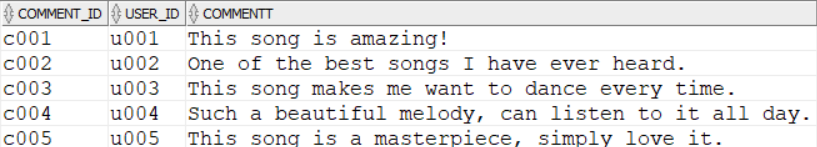 COMMENT_ID USER_ID COMMENTT
c001 u001 This song is amazing!
c002 u002 One of the best songs I have ever heard.
c003 u003 This song makes me want to dance every time.
c004 u004 Such a beautiful melody, can listen to it all day.
c005 u005 This song is a masterpiece, simply love it.